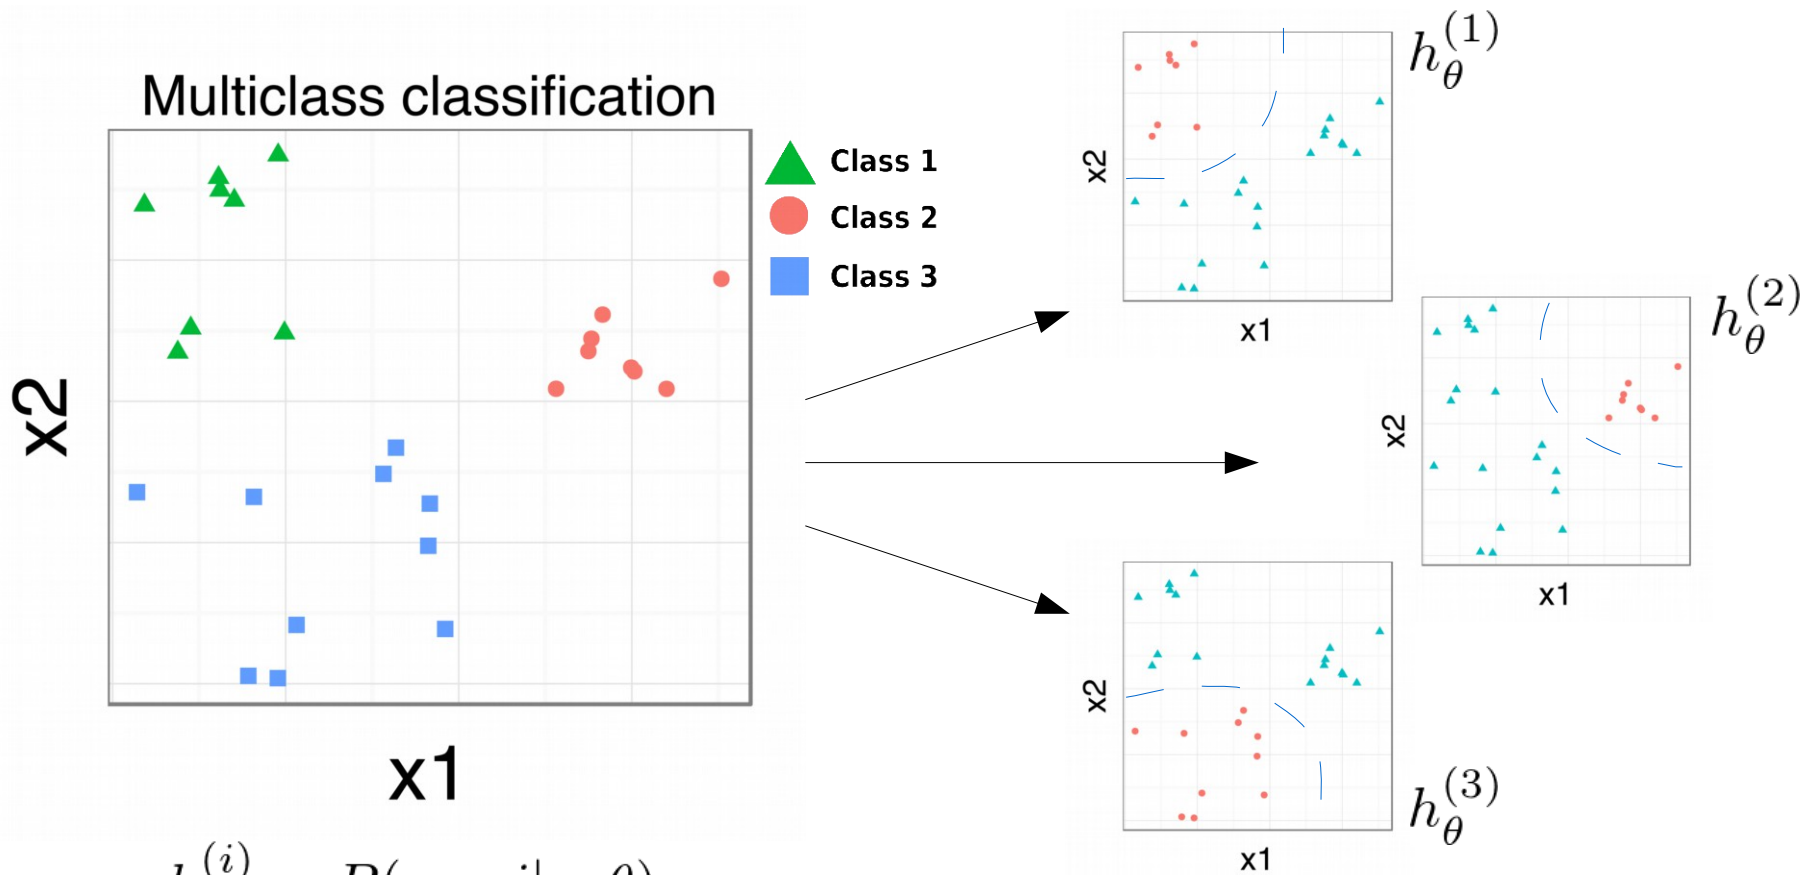 Multiclass classification
x2
x1
Class 1
Class 2
Class 3
h_θ^(1)
x2
x1
h_θ^(2)
x2
x1
h_θ^(3)
x2
x1